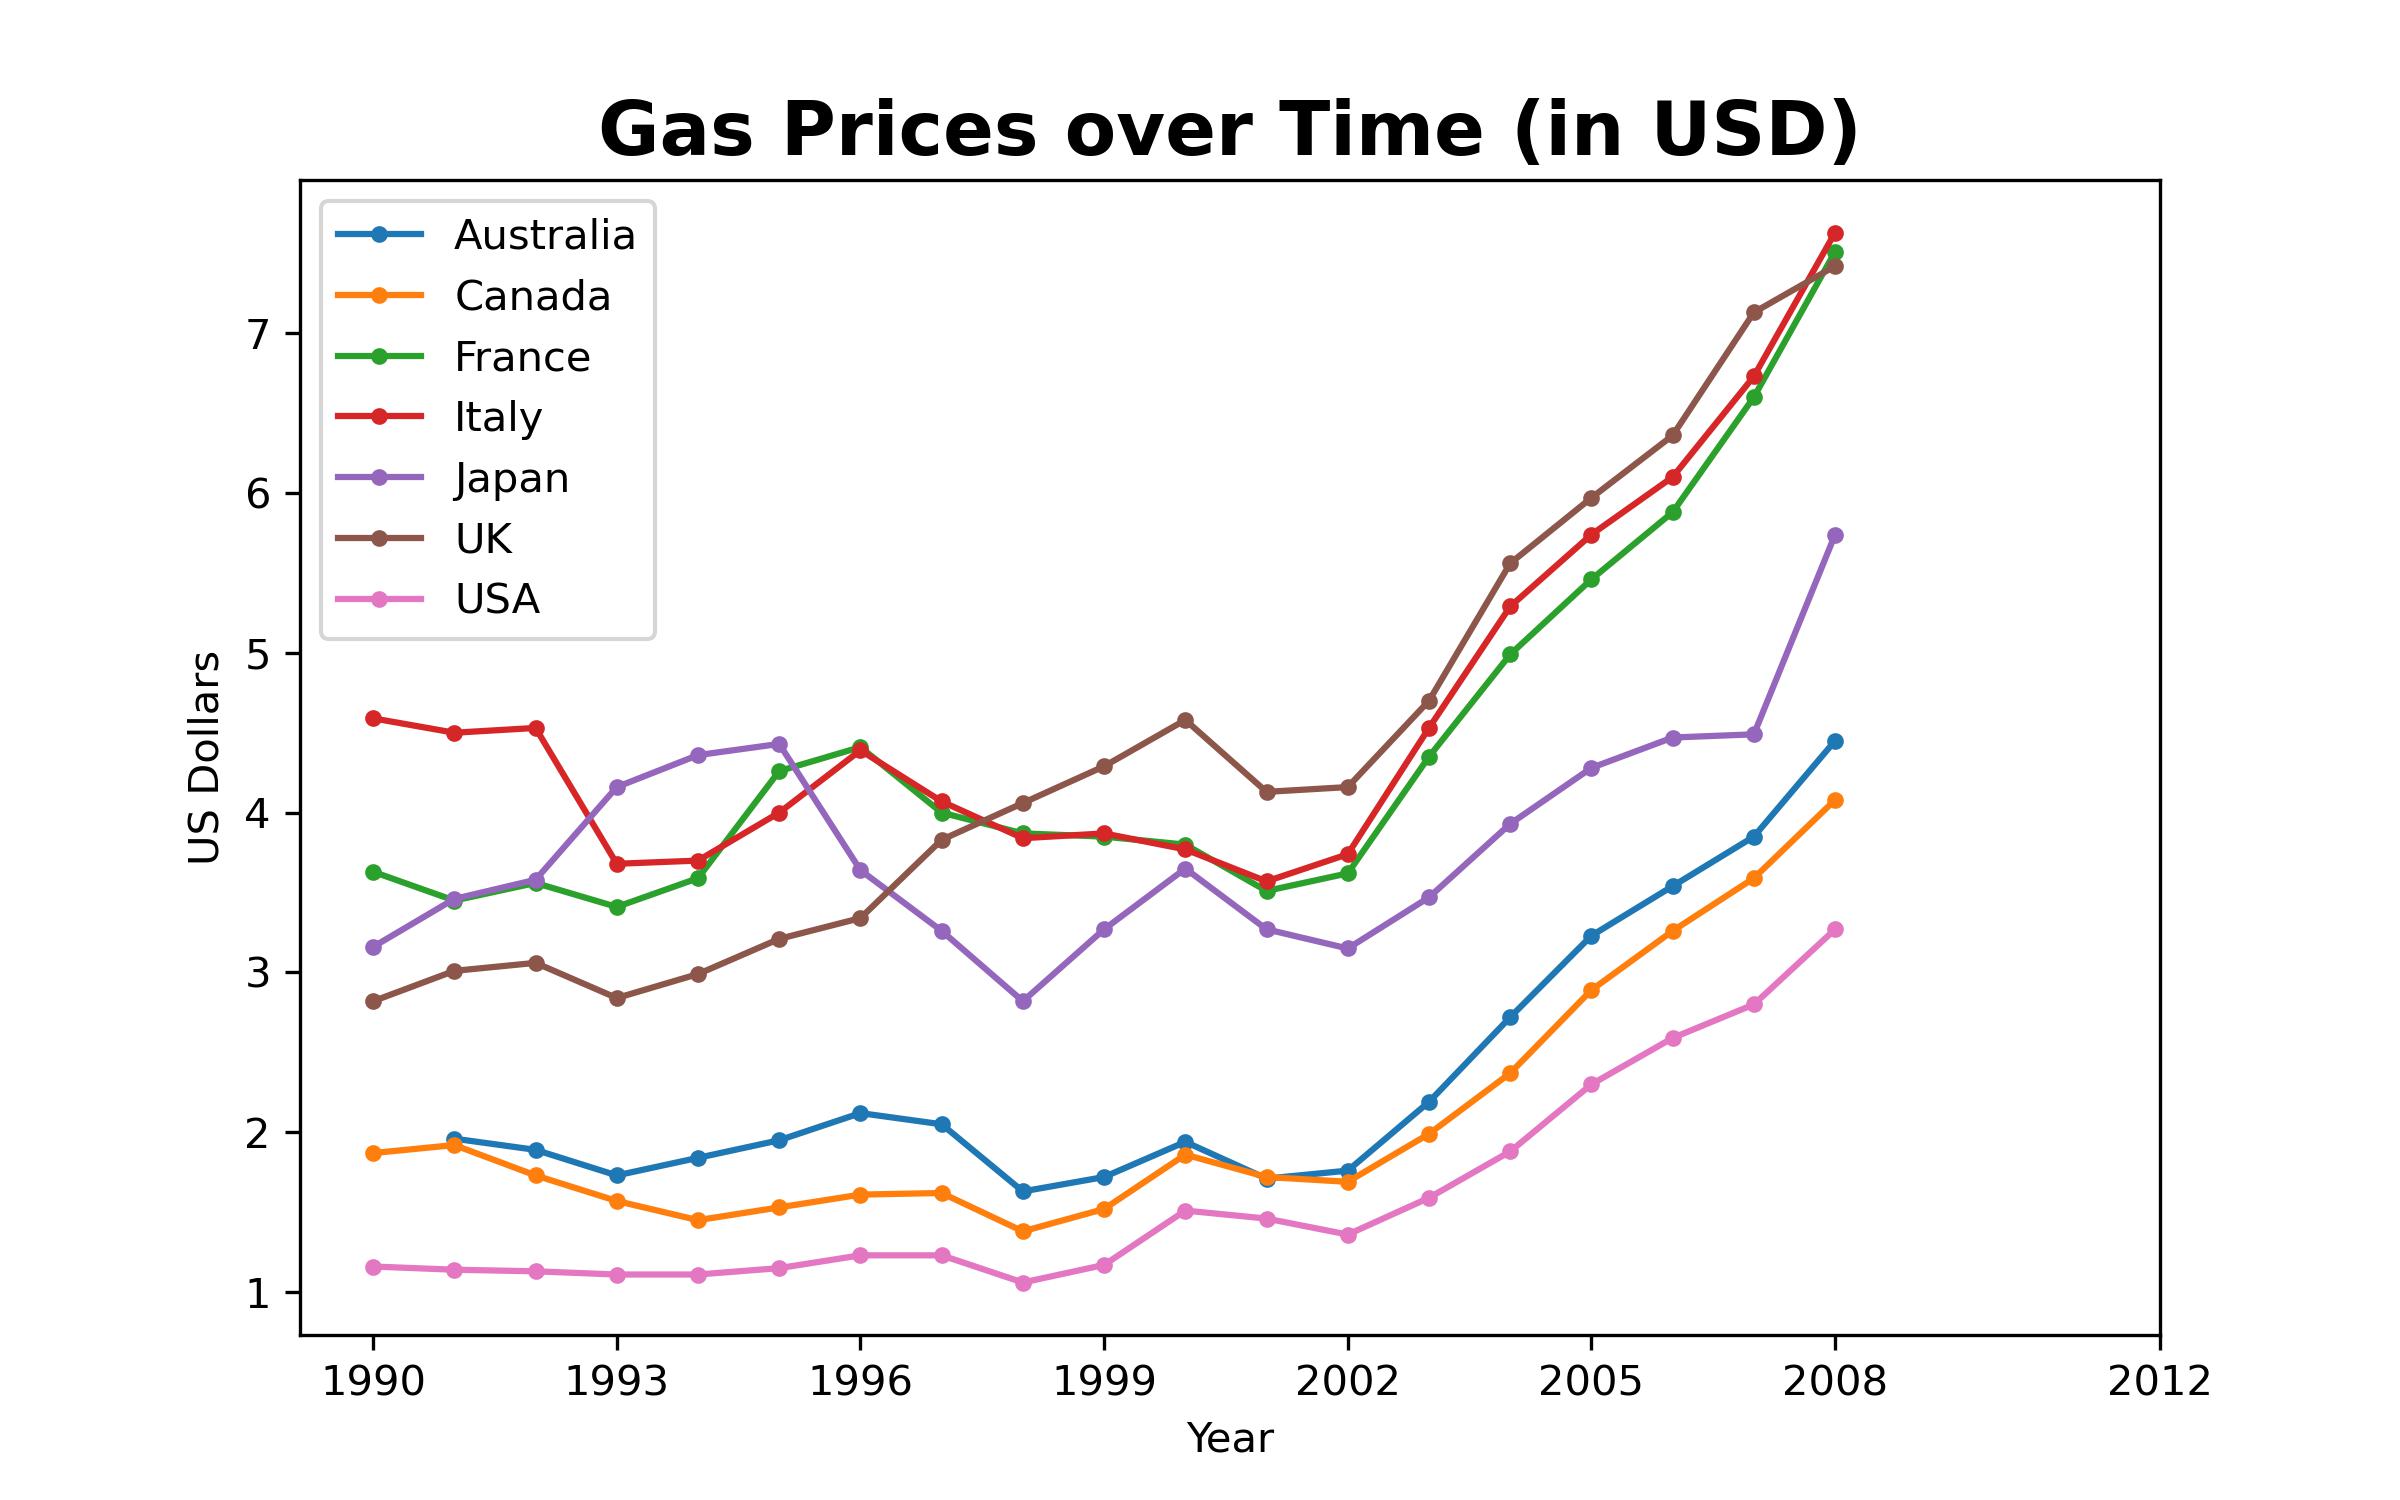 Gas Prices over Time (in USD)
Australia
Canada
France
Italy
Japan
UK
USA
US Dollars
7
6
5
4
3
2
1
1990 1993 1996 1999 2002 2005 2008 2012
Year